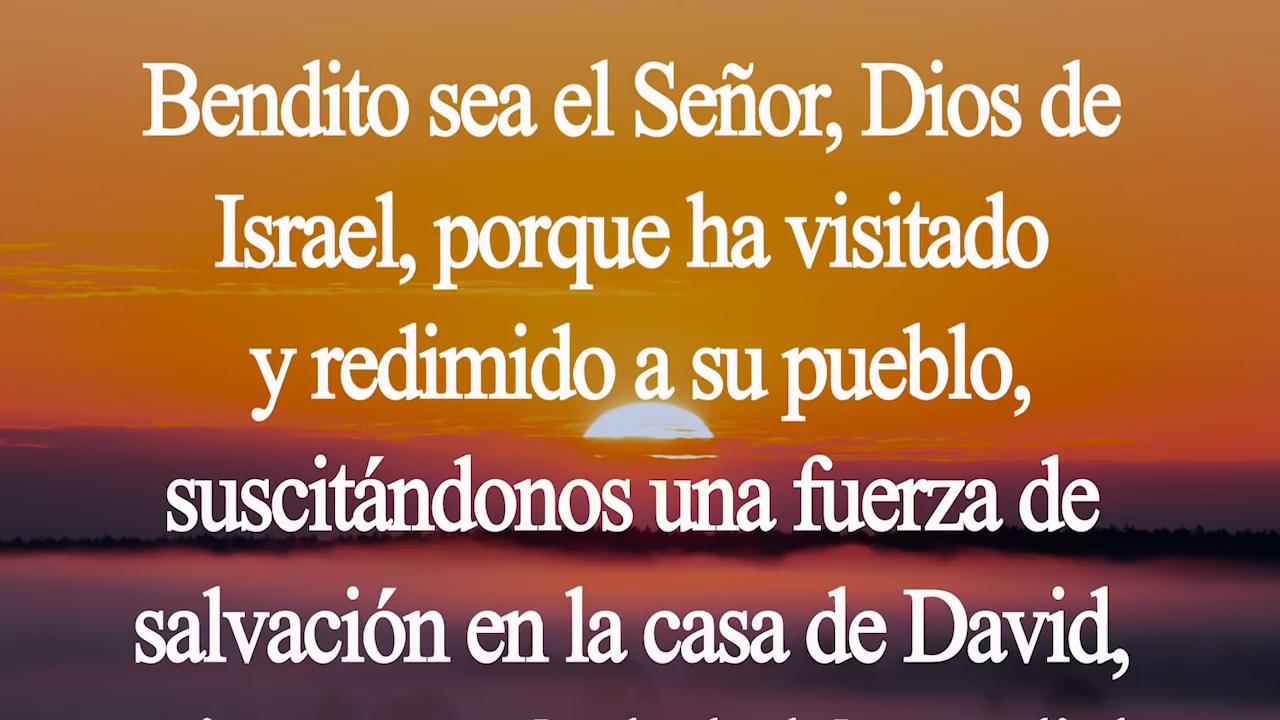 Bendito sea el Señor, Dios de
Israel, porque ha visitado
y redimido a su pueblo,
suscitándonos una fuerza de
salvación en la casa de David,